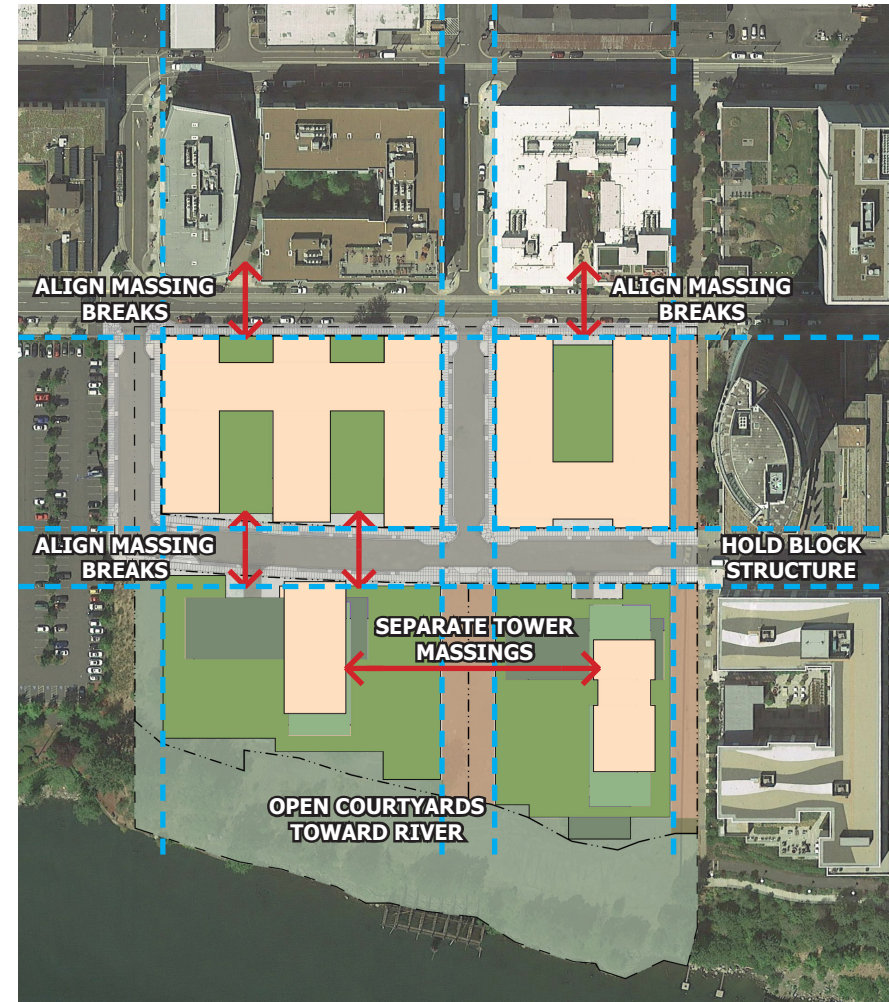 ALIGN MASSING
BREAKS
ALIGN MASSING
BREAKS
ALIGN MASSING
BREAKS
HOLD BLOCK
STRUCTURE
SEPARATE TOWER
MASSINGS
OPEN COURTYARDS
TOWARD RIVER